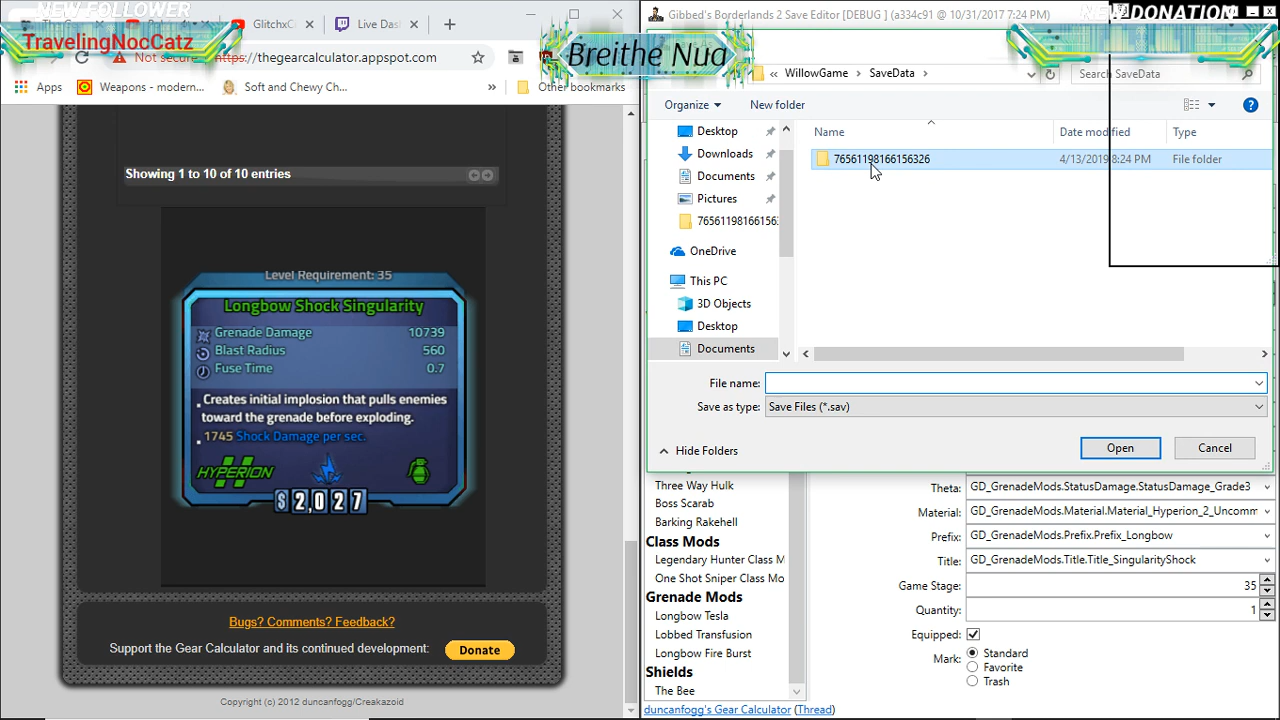 NEW FOLLOWER
TravelingNocCatz
GlitchxC
Live Das
Not secure
https://thegearcalculator.appspot.com
Apps
Weapons - modern...
Soft and Chewy Ch...
»
Other bookmarks
Breithe Nua
Showing 1 to 10 of 10 entries
Level Requirement: 35
Longbow Shock Singularity
Grenade Damage 10739
Blast Radius 560
Fuse Time 0.7
Creates initial implosion that pulls enemies
toward the grenade before exploding.
1745 Shock Damage per sec.
HYPERION
$ 2,027
Bugs? Comments? Feedback?
Support the Gear Calculator and its continued development:
Donate
Copyright (c) 2012 duncanfogg/Creakazoid
Gibbed's Borderlands 2 Save Editor [DEBUG] (a334c91 @ 10/31/2017 7:24 PM)
NEW DONATION
« WillowGame > SaveData >
Search SaveData
Organize
New folder
Name
Date modified
Type
76561198166156326
4/13/2019 8:24 PM
File folder
Desktop
Downloads
Documents
Pictures
7656119816615632
OneDrive
This PC
3D Objects
Desktop
Documents
File name:
Save as type: Save Files (*.sav)
Hide Folders
Open
Cancel
Three Way Hulk
Boss Scarab
Barking Rakehell
Class Mods
Legendary Hunter Class M
One Shot Sniper Class Mo
Grenade Mods
Longbow Tesla
Lobbed Transfusion
Longbow Fire Burst
Shields
The Bee
Theta: GD_GrenadeMods.StatusDamage.StatusDamage_Grade3
Material: GD_GrenadeMods.Material.Material_Hyperion_2_Uncomm
Prefix: GD_GrenadeMods.Prefix.Prefix_Longbow
Title: GD_GrenadeMods.Title.Title_SingularityShock
Game Stage: 35
Quantity: 1
Equipped:
Mark: Standard
Favorite
Trash
duncanfogg's Gear Calculator (Thread)